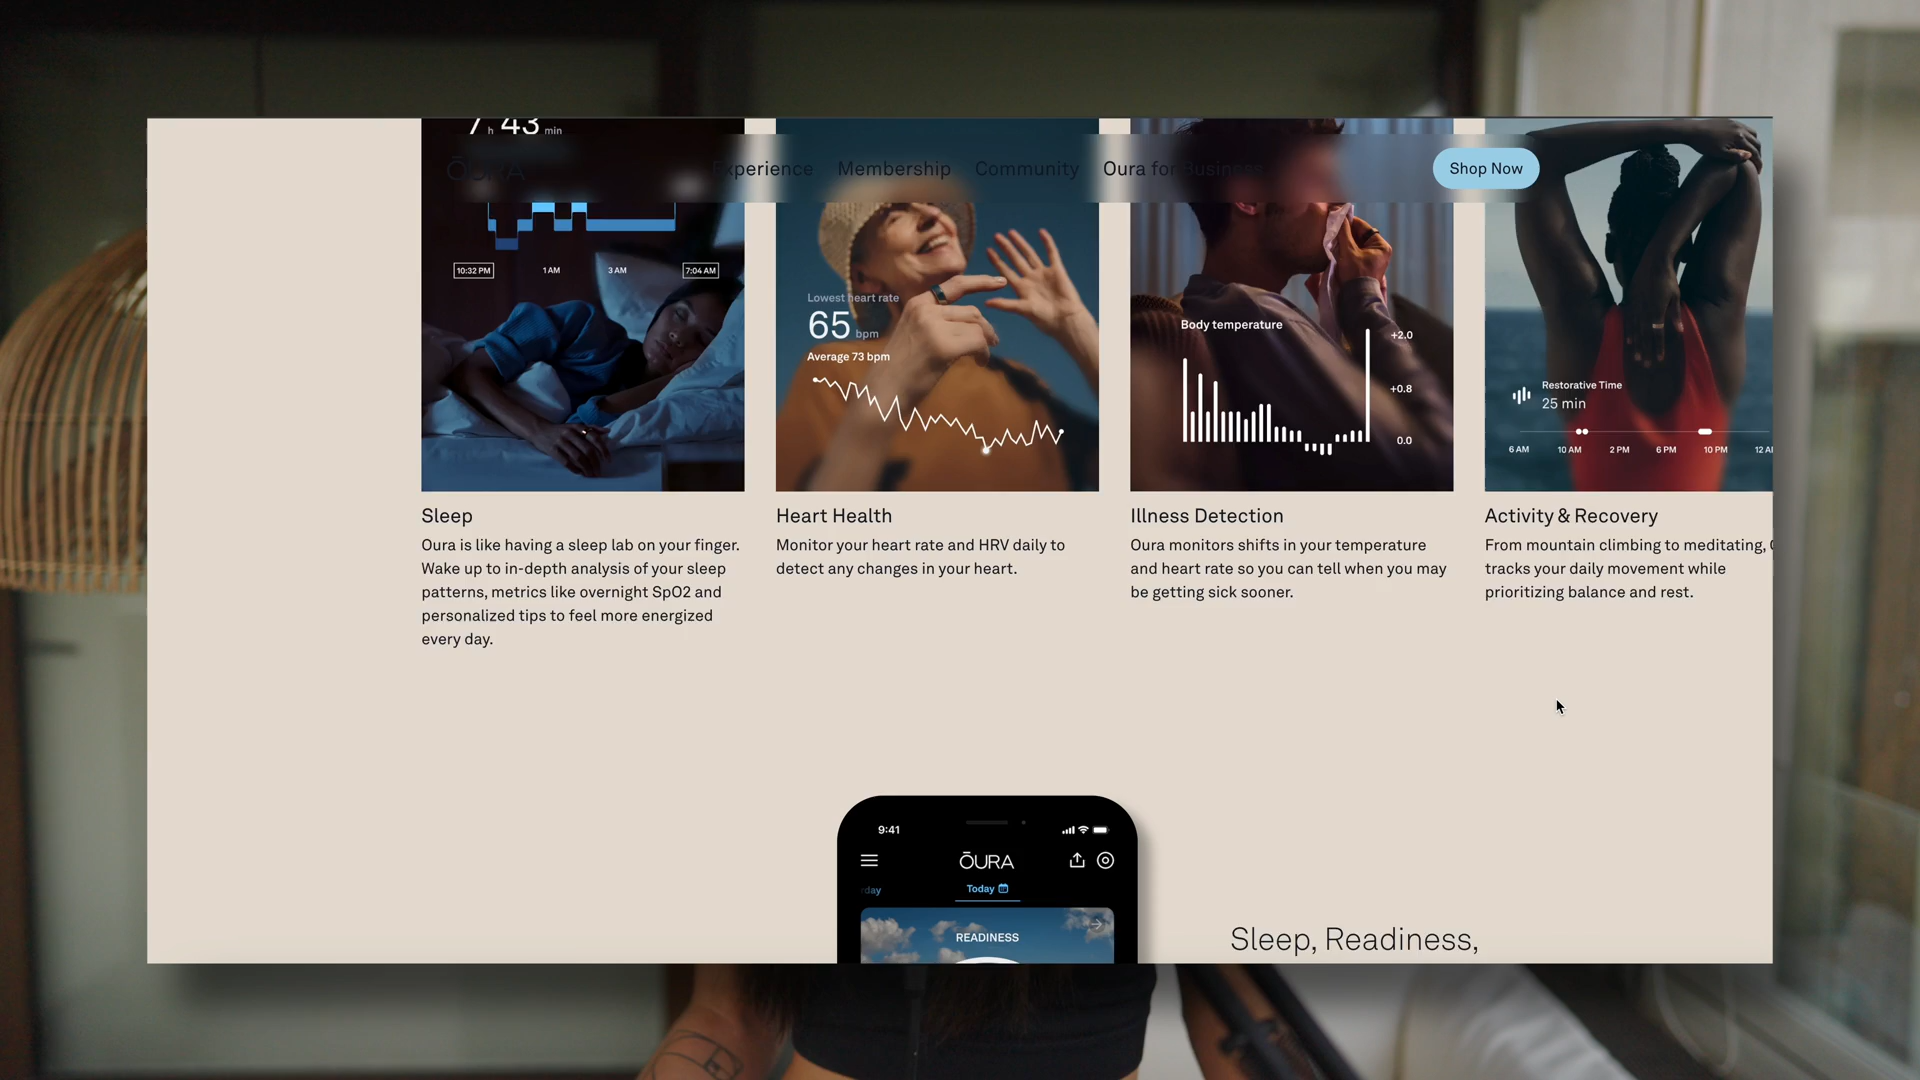 7 h 43 min
ŌURA
Experience
Membership
Community
Oura for Business
Shop Now
10:32 PM
1 AM
3 AM
7:04 AM
Lowest heart rate
65 bpm
Average 73 bpm
Body temperature
+2.0
+0.8
0.0
Restorative Time
25 min
6 AM
10 AM
2 PM
6 PM
10 PM
Sleep
Oura is like having a sleep lab on your finger.
Wake up to in-depth analysis of your sleep
patterns, metrics like overnight SpO2 and
personalized tips to feel more energized
every day.
Heart Health
Monitor your heart rate and HRV daily to
detect any changes in your heart.
Illness Detection
Oura monitors shifts in your temperature
and heart rate so you can tell when you may
be getting sick sooner.
Activity & Recovery
From mountain climbing to meditating,
tracks your daily movement while
prioritizing balance and rest.
9:41
ŌURA
Today
READINESS
Sleep, Readiness,